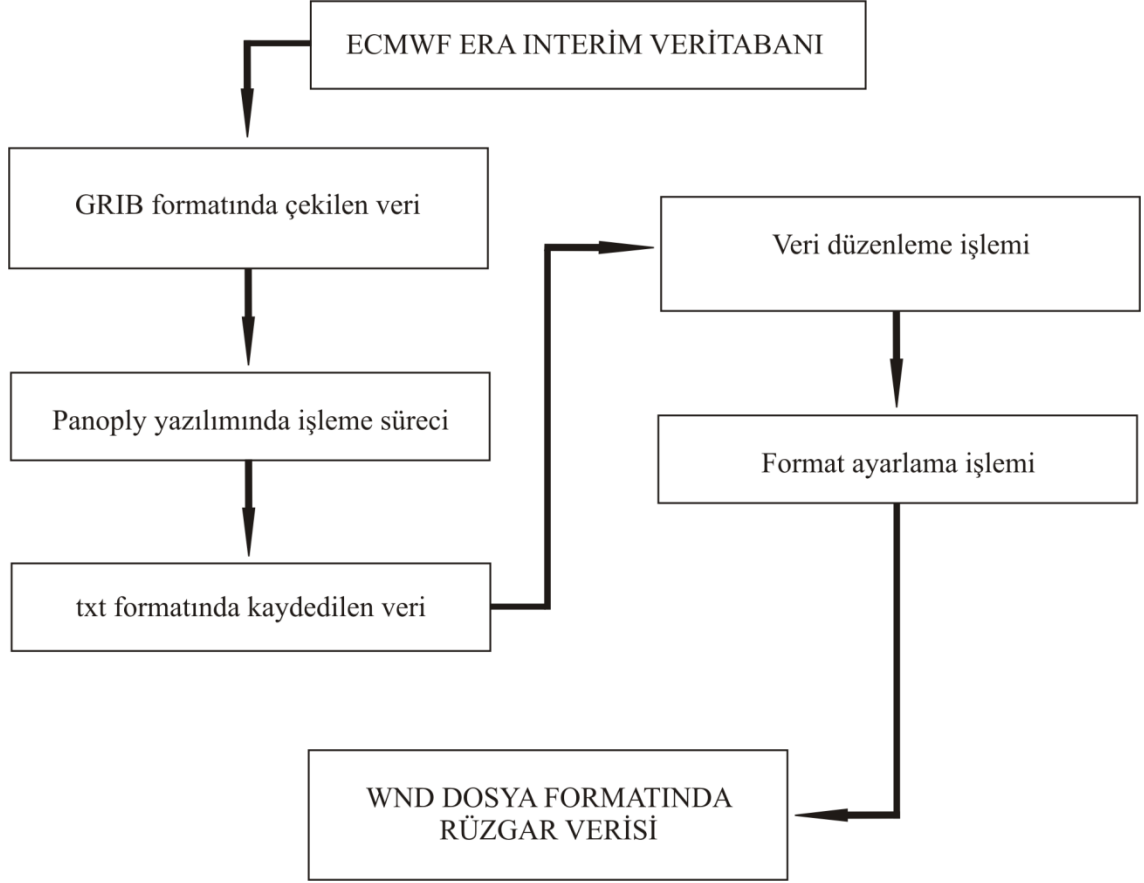 ECMWF ERA INTERİM VERİTABANI
GRIB formatında çekilen veri
Panoply yazılımında işleme süreci
txt formatında kaydedilen veri
Veri düzenleme işlemi
Format ayarlama işlemi
WND DOSYA FORMATINDA
RÜZGAR VERİSİ